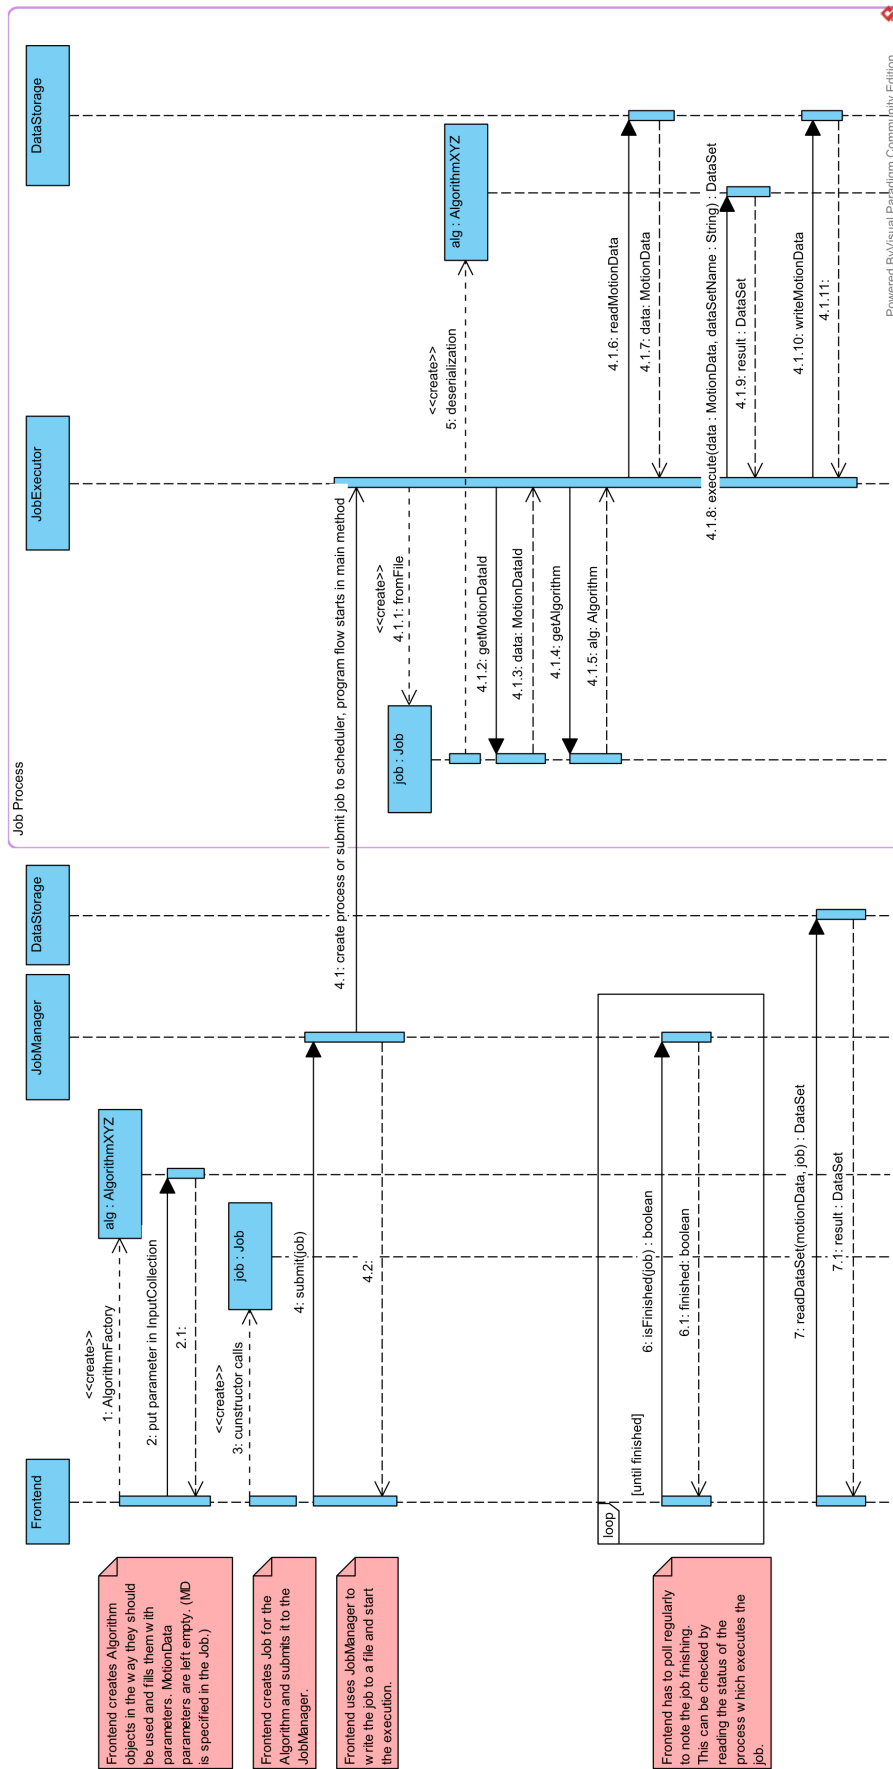 Job Process
Frontend
JobManager
DataStorage
JobExecutor
DataStorage
Frontend creates Algorithm
objects in the way they should
be used and fills them with
parameters. MotionData
parameters are left empty. (MD
is specified in the Job.)
<<create>>
1: AlgorithmFactory
alg : AlgorithmXYZ
2: put parameter in InputCollection
2.1:
Frontend creates Job for the
Algorithm and submits it to the
JobManager.
<<create>>
3: cunstructor calls
job : Job
Frontend uses JobManager to
write the job to a file and start
the execution.
4: submit(job)
4.1: create process or submit job to scheduler, program flow starts in main method
4.2:
<<create>>
4.1.1: fromFile
job : Job
<<create>>
5: deserialization
alg : AlgorithmXYZ
4.1.2: getMotionDataId
4.1.3: data: MotionDataId
4.1.4: getAlgorithm
4.1.5: alg: Algorithm
4.1.6: readMotionData
4.1.7: data: MotionData
4.1.8: execute(data : MotionData, dataSetName : String) : DataSet
4.1.9: result : DataSet
4.1.10: writeMotionData
4.1.11:
loop
[until finished]
Frontend has to poll regularly
to note the job finishing.
This can be checked by
reading the status of the
process which executes the
job.
6: isFinished(job) : boolean
6.1: finished: boolean
7: readDataSet(motionData, job) : DataSet
7.1: result : DataSet
Powered ByVisual Paradigm Community Edition